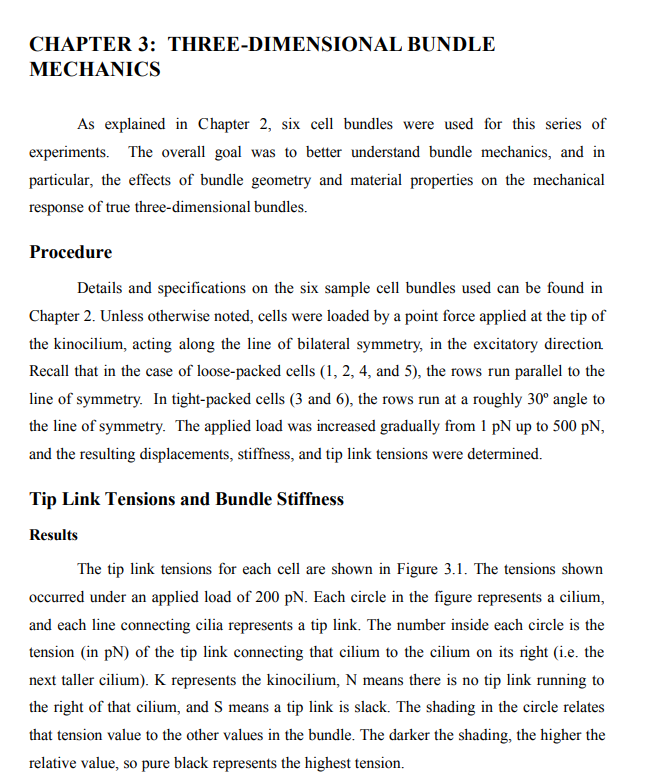 CHAPTER 3: THREE-DIMENSIONAL BUNDLE
MECHANICS
As explained in Chapter 2, six cell bundles were used for this series of
experiments. The overall goal was to better understand bundle mechanics, and in
particular, the effects of bundle geometry and material properties on the mechanical
response of true three-dimensional bundles.
Procedure
Details and specifications on the six sample cell bundles used can be found in
Chapter 2. Unless otherwise noted, cells were loaded by a point force applied at the tip of
the kinocilium, acting along the line of bilateral symmetry, in the excitatory direction.
Recall that in the case of loose-packed cells (1, 2, 4, and 5), the rows run parallel to the
line of symmetry. In tight-packed cells (3 and 6), the rows run at a roughly 30º angle to
the line of symmetry. The applied load was increased gradually from 1 pN up to 500 pN,
and the resulting displacements, stiffness, and tip link tensions were determined.
Tip Link Tensions and Bundle Stiffness
Results
The tip link tensions for each cell are shown in Figure 3.1. The tensions shown
occurred under an applied load of 200 pN. Each circle in the figure represents a cilium,
and each line connecting cilia represents a tip link. The number inside each circle is the
tension (in pN) of the tip link connecting that cilium to the cilium on its right (i.e. the
next taller cilium). K represents the kinocilium, N means there is no tip link running to
the right of that cilium, and S means a tip link is slack. The shading in the circle relates
that tension value to the other values in the bundle. The darker the shading, the higher the
relative value, so pure black represents the highest tension.